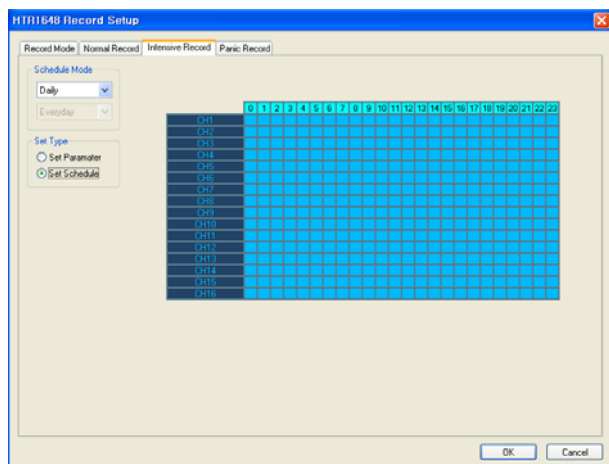 HTR1648 Record Setup
Record Mode Normal Record Intensive Record Panic Record
Schedule Mode
Daily
Everyday
Set Type
Set Paramater
Set Schedule
0 1 2 3 4 5 6 7 8 9 10 11 12 13 14 15 16 17 18 19 20 21 22 23
CH1
CH2
CH3
CH4
CH5
CH6
CH7
CH8
CH9
CH10
CH11
CH12
CH13
CH14
CH15
CH16
OK Cancel